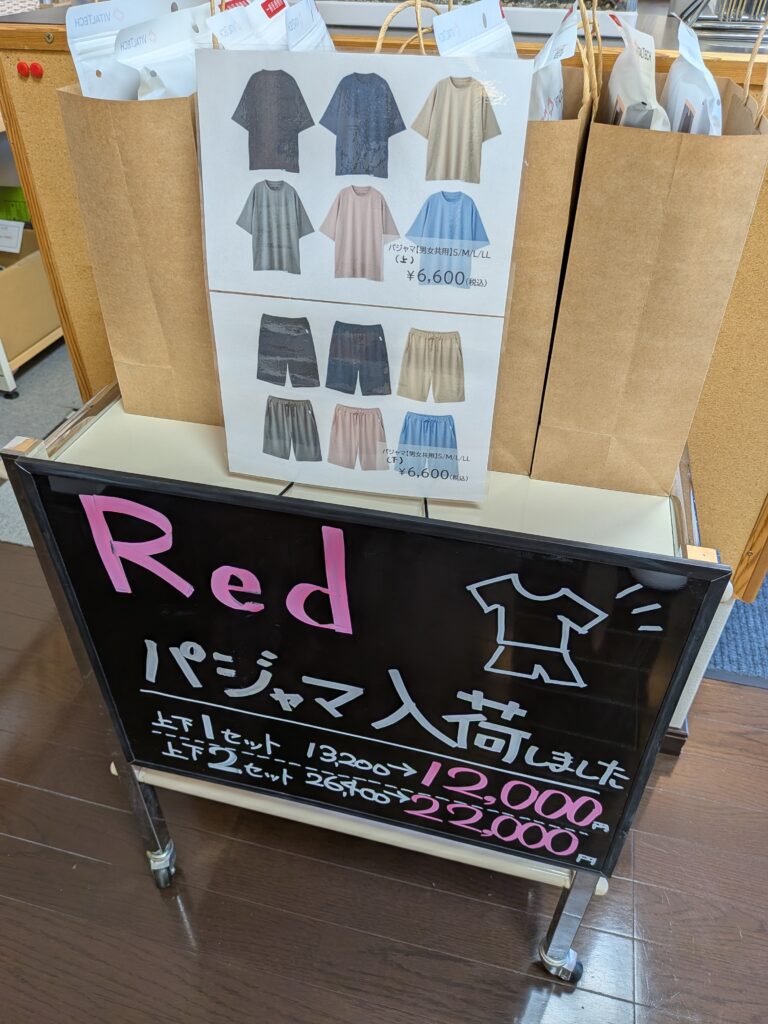 VITALTECH
VITALTECH
パジャマ【男女共用】S/M/L/LL
(上)
¥6,600(税込)
パジャマ【男女共用】S/M/L/LL
(下)
¥6,600(税込)
Red
パジャマ入荷しました
上下1セット 13,200→12,000円
上下2セット 26,400→22,000円